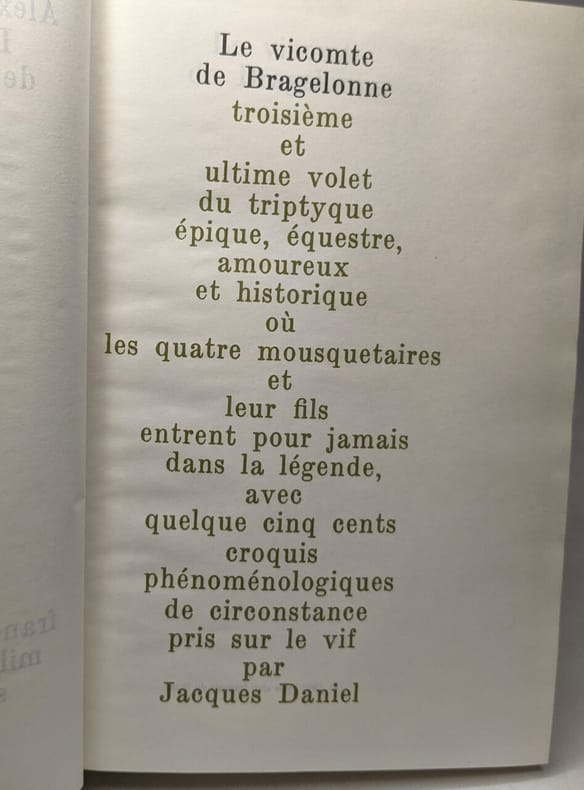 Le vicomte
de Bragelonne
troisième
et
ultime volet
du triptyque
épique, équestre,
amoureux
et historique
où
les quatre mousquetaires
et
leur fils
entrent pour jamais
dans la légende,
avec
quelque cinq cents
croquis
phénoménologiques
de circonstance
pris sur le vif
par
Jacques Daniel